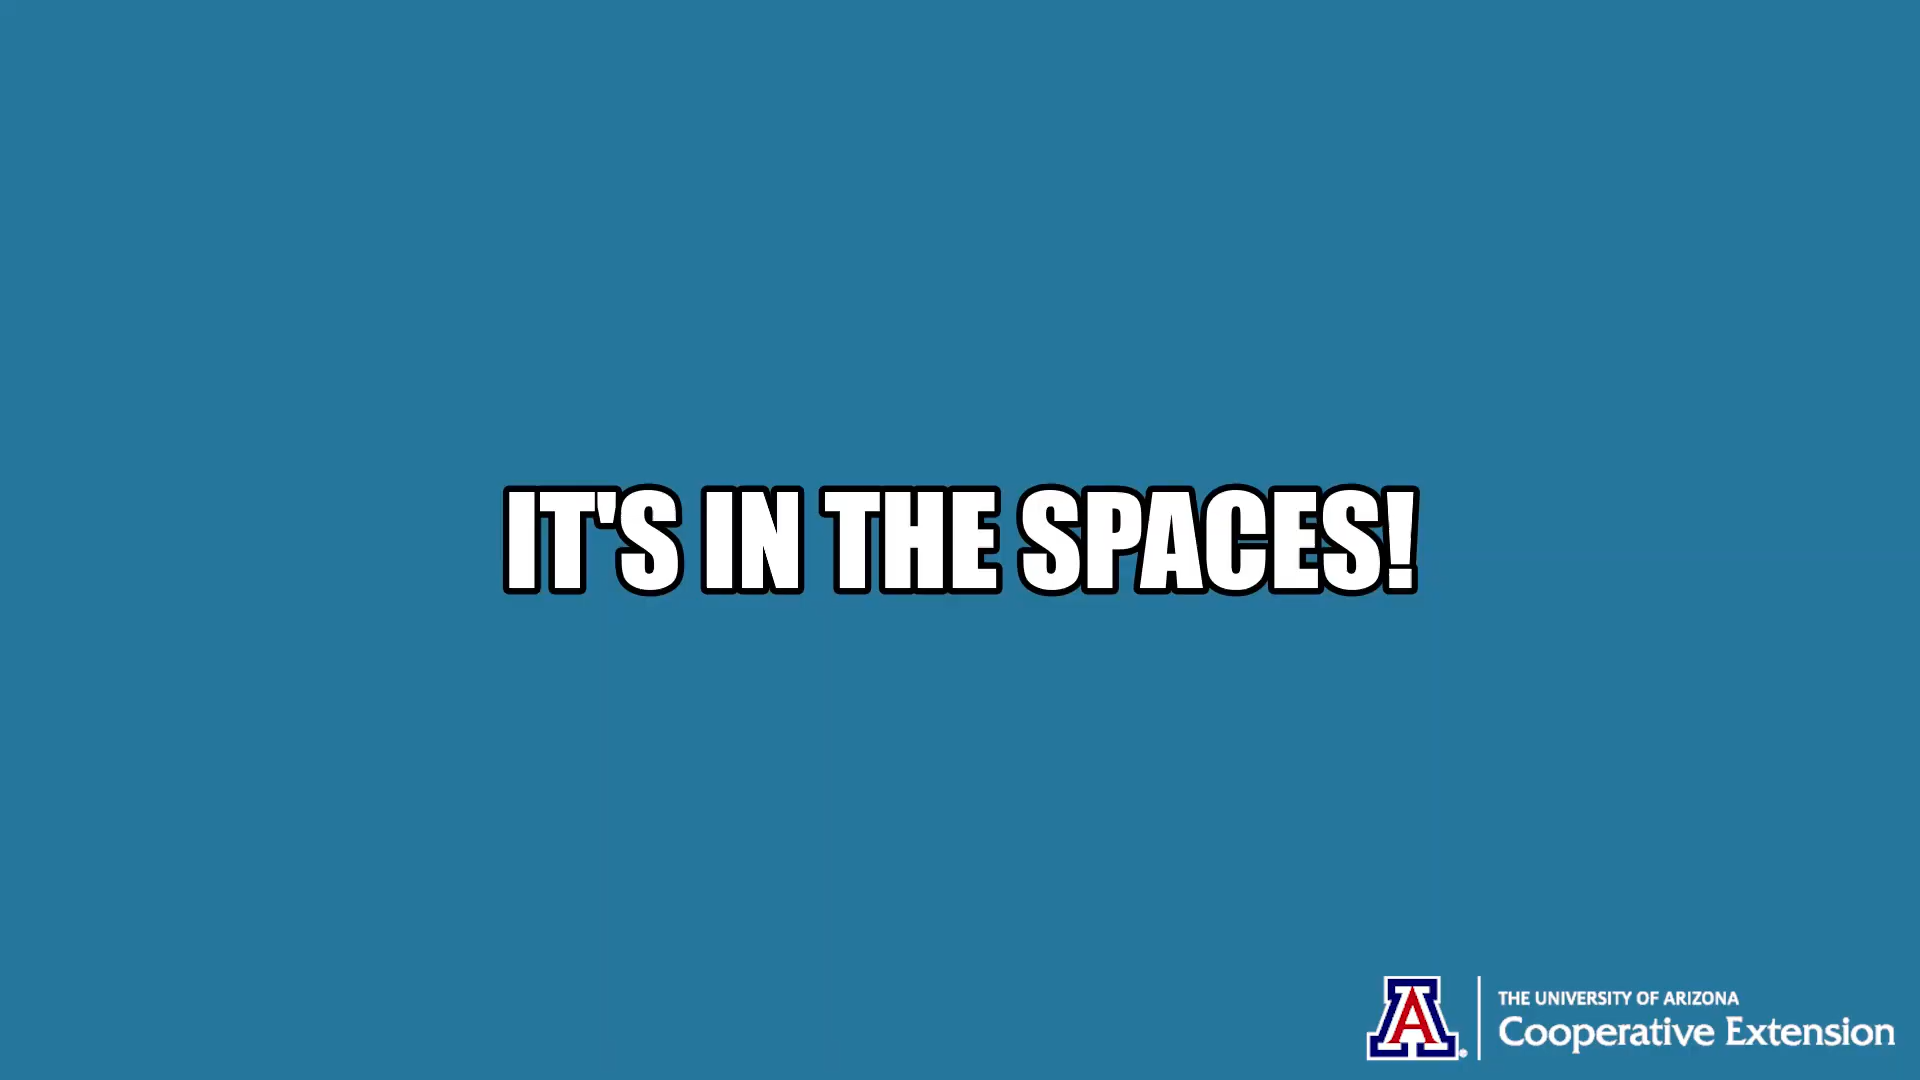 IT'S IN THE SPACES!
A
THE UNIVERSITY OF ARIZONA
Cooperative Extension